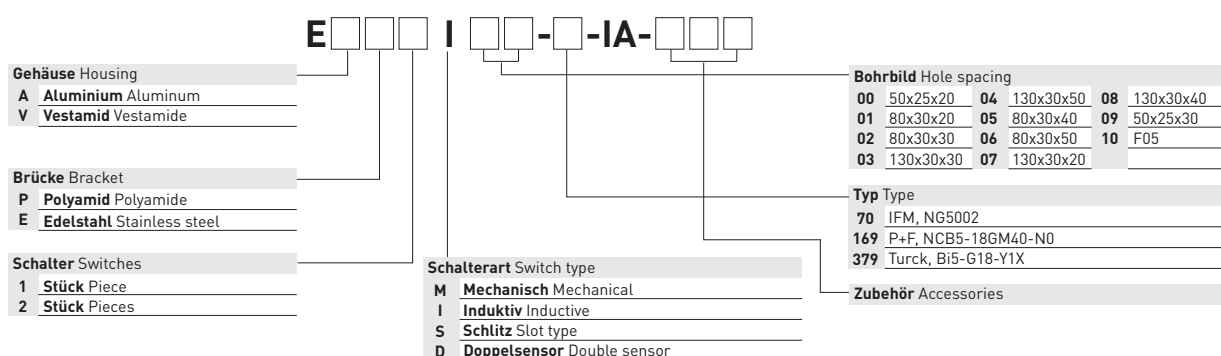 E□□□ I □□-□-IA-□□□
Gehäuse Housing
A Aluminium Aluminum
V Vestamid Vestamide
Brücke Bracket
P Polyamid Polyamide
E Edelstahl Stainless steel
Schalter Switches
1 Stück Piece
2 Stück Pieces
Schalterart Switch type
M Mechanisch Mechanical
I Induktiv Inductive
S Schlitz Slot type
D Doppelsensor Double sensor
Bohrbild Hole spacing
00 50x25x20 04 130x30x50 08 130x30x40
01 80x30x20 05 80x30x40 09 50x25x30
02 80x30x30 06 80x30x50 10 F05
03 130x30x30 07 130x30x20
Typ Type
70 IFM, NG5002
169 P+F, NCB5-18GM40-N0
379 Turck, Bi5-G18-Y1X
Zubehör Accessories